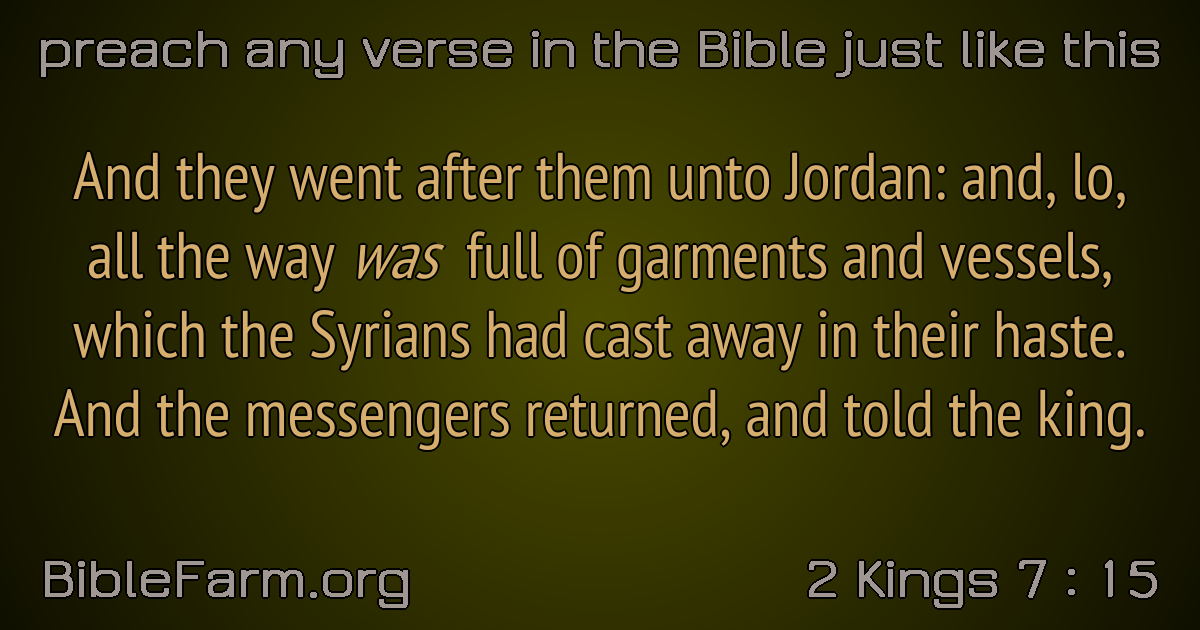 preach any verse in the Bible just like this
And they went after them unto Jordan: and, lo,
all the way was full of garments and vessels,
which the Syrians had cast away in their haste.
And the messengers returned, and told the king.
BibleFarm.org
2 Kings 7 : 15